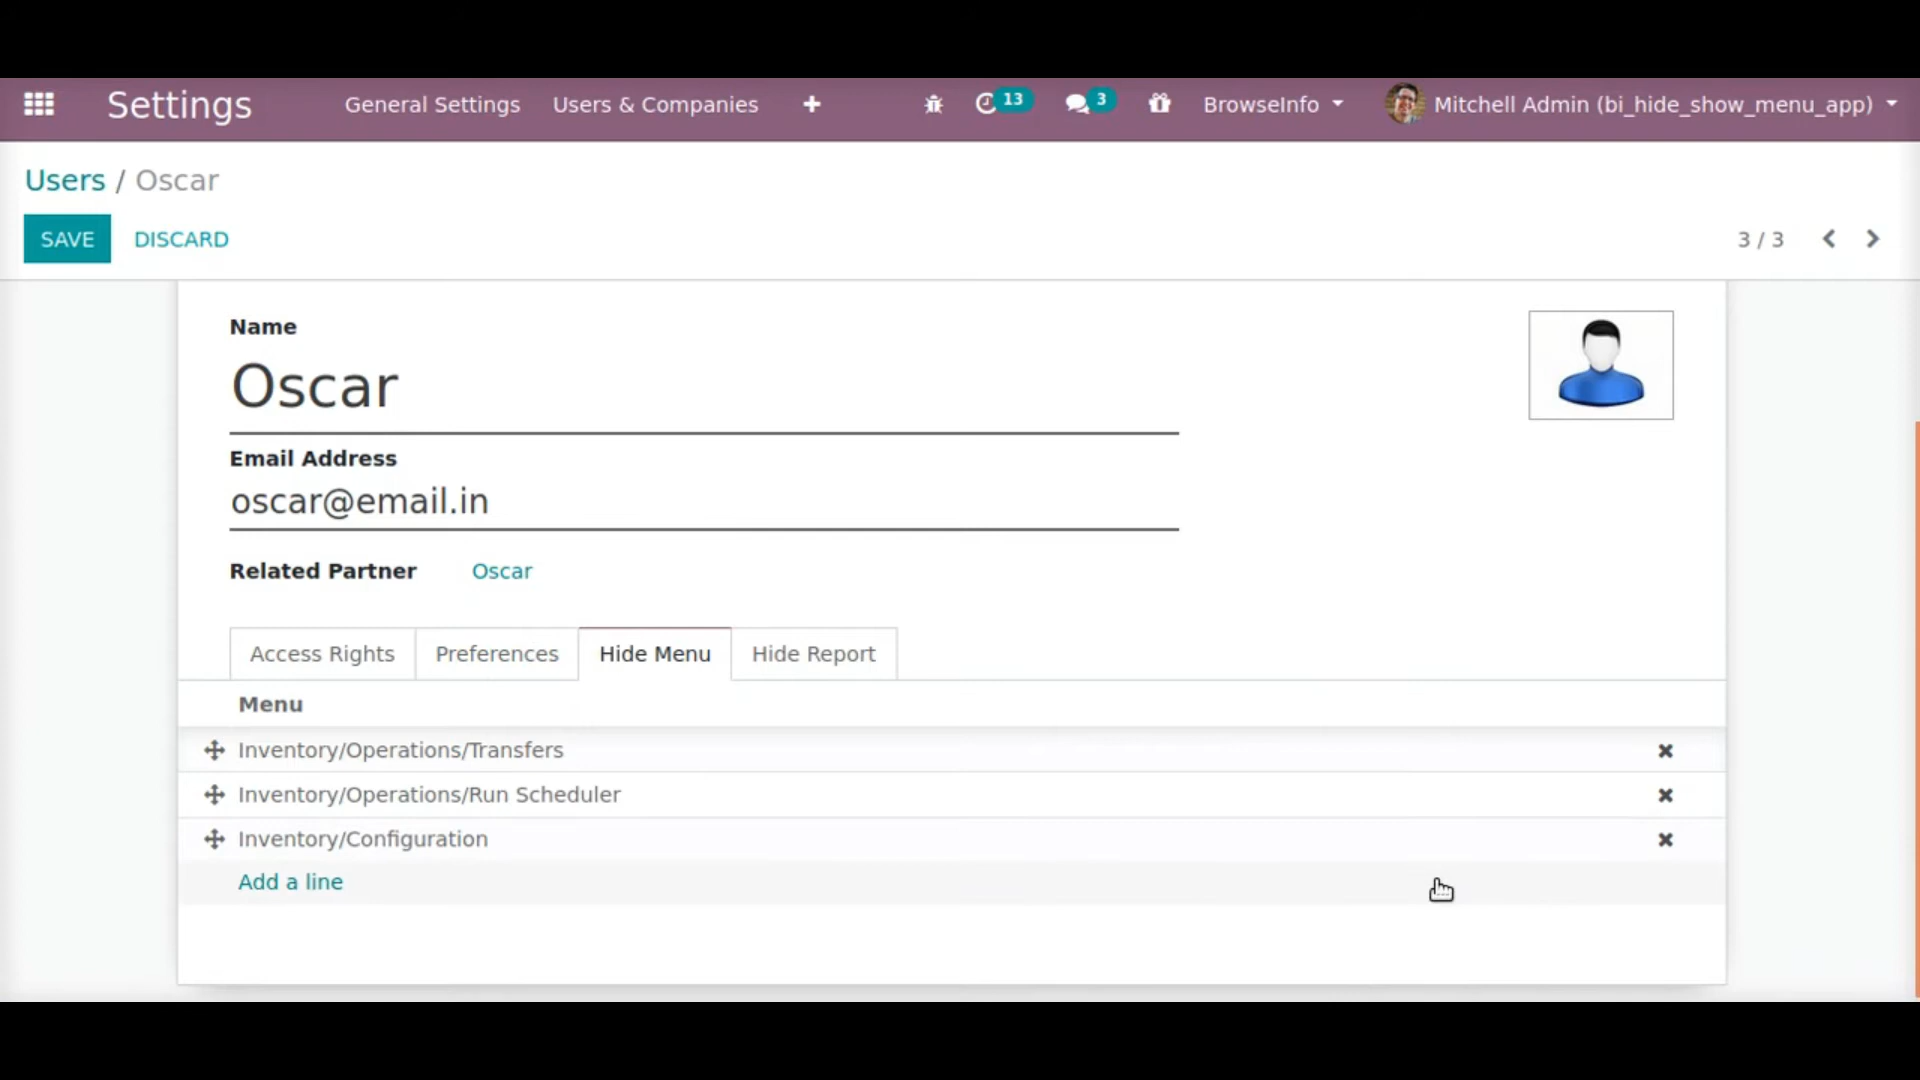 Settings General Settings Users & Companies + 13 3 BrowseInfo Mitchell Admin (bi_hide_show_menu_app)
Users / Oscar
SAVE DISCARD 3 / 3
Name
Oscar
Email Address
oscar@email.in
Related Partner Oscar
Access Rights Preferences Hide Menu Hide Report
Menu
Inventory/Operations/Transfers
Inventory/Operations/Run Scheduler
Inventory/Configuration
Add a line